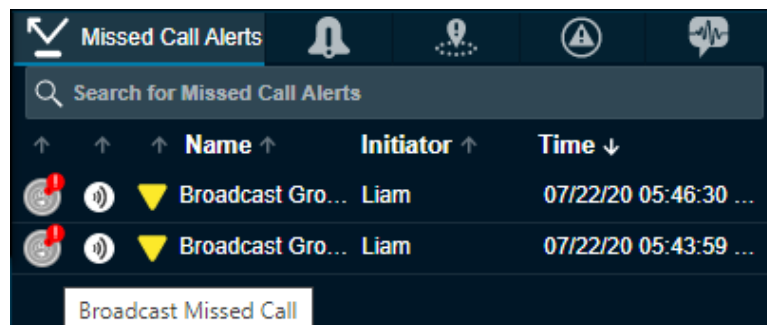 Missed Call Alerts
Search for Missed Call Alerts
Name Initiator Time
Broadcast Gro... Liam 07/22/20 05:46:30 ...
Broadcast Gro... Liam 07/22/20 05:43:59 ...
Broadcast Missed Call